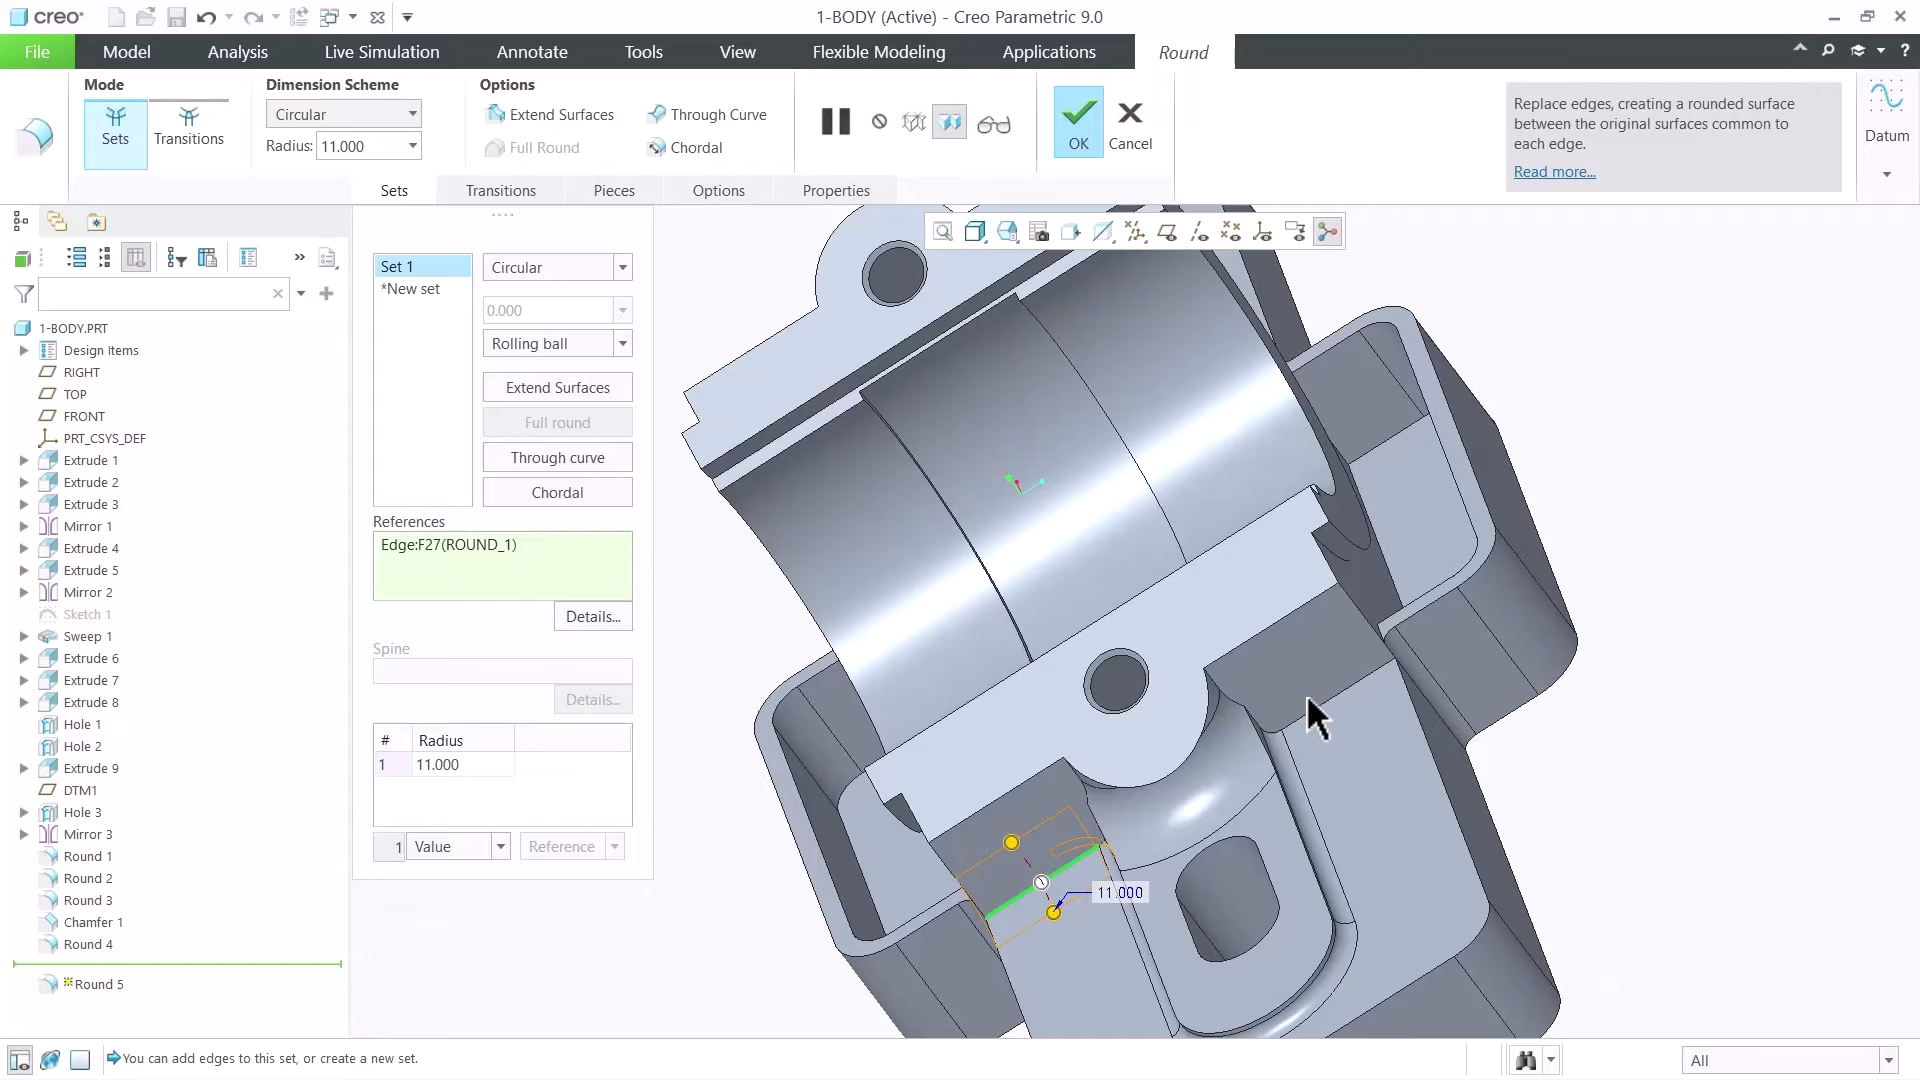 creo
1-BODY (Active) - Creo Parametric 9.0
File Model Analysis Live Simulation Annotate Tools View Flexible Modeling Applications Round
Mode Dimension Scheme Options
Sets
Transitions
Circular
Radius: 11.000
Extend Surfaces
Through Curve
Full Round
Chordal
OK
Cancel
Replace edges, creating a rounded surface
between the original surfaces common to
each edge.
Read more...
Datum
Sets Transitions Pieces Options Properties
1-BODY.PRT
Design Items
RIGHT
TOP
FRONT
PRT_CSYS_DEF
Extrude 1
Extrude 2
Extrude 3
Mirror 1
Extrude 4
Extrude 5
Mirror 2
Sketch 1
Sweep 1
Extrude 6
Extrude 7
Extrude 8
Hole 1
Hole 2
Extrude 9
DTM1
Hole 3
Mirror 3
Round 1
Round 2
Round 3
Chamfer 1
Round 4
Round 5
Set 1
*New set
Circular
0.000
Rolling ball
Extend Surfaces
Full round
Through curve
Chordal
References
Edge:F27(ROUND_1)
Details...
Spine
Details...
# Radius
1 11.000
1 Value Reference
11.000
You can add edges to this set, or create a new set.
All